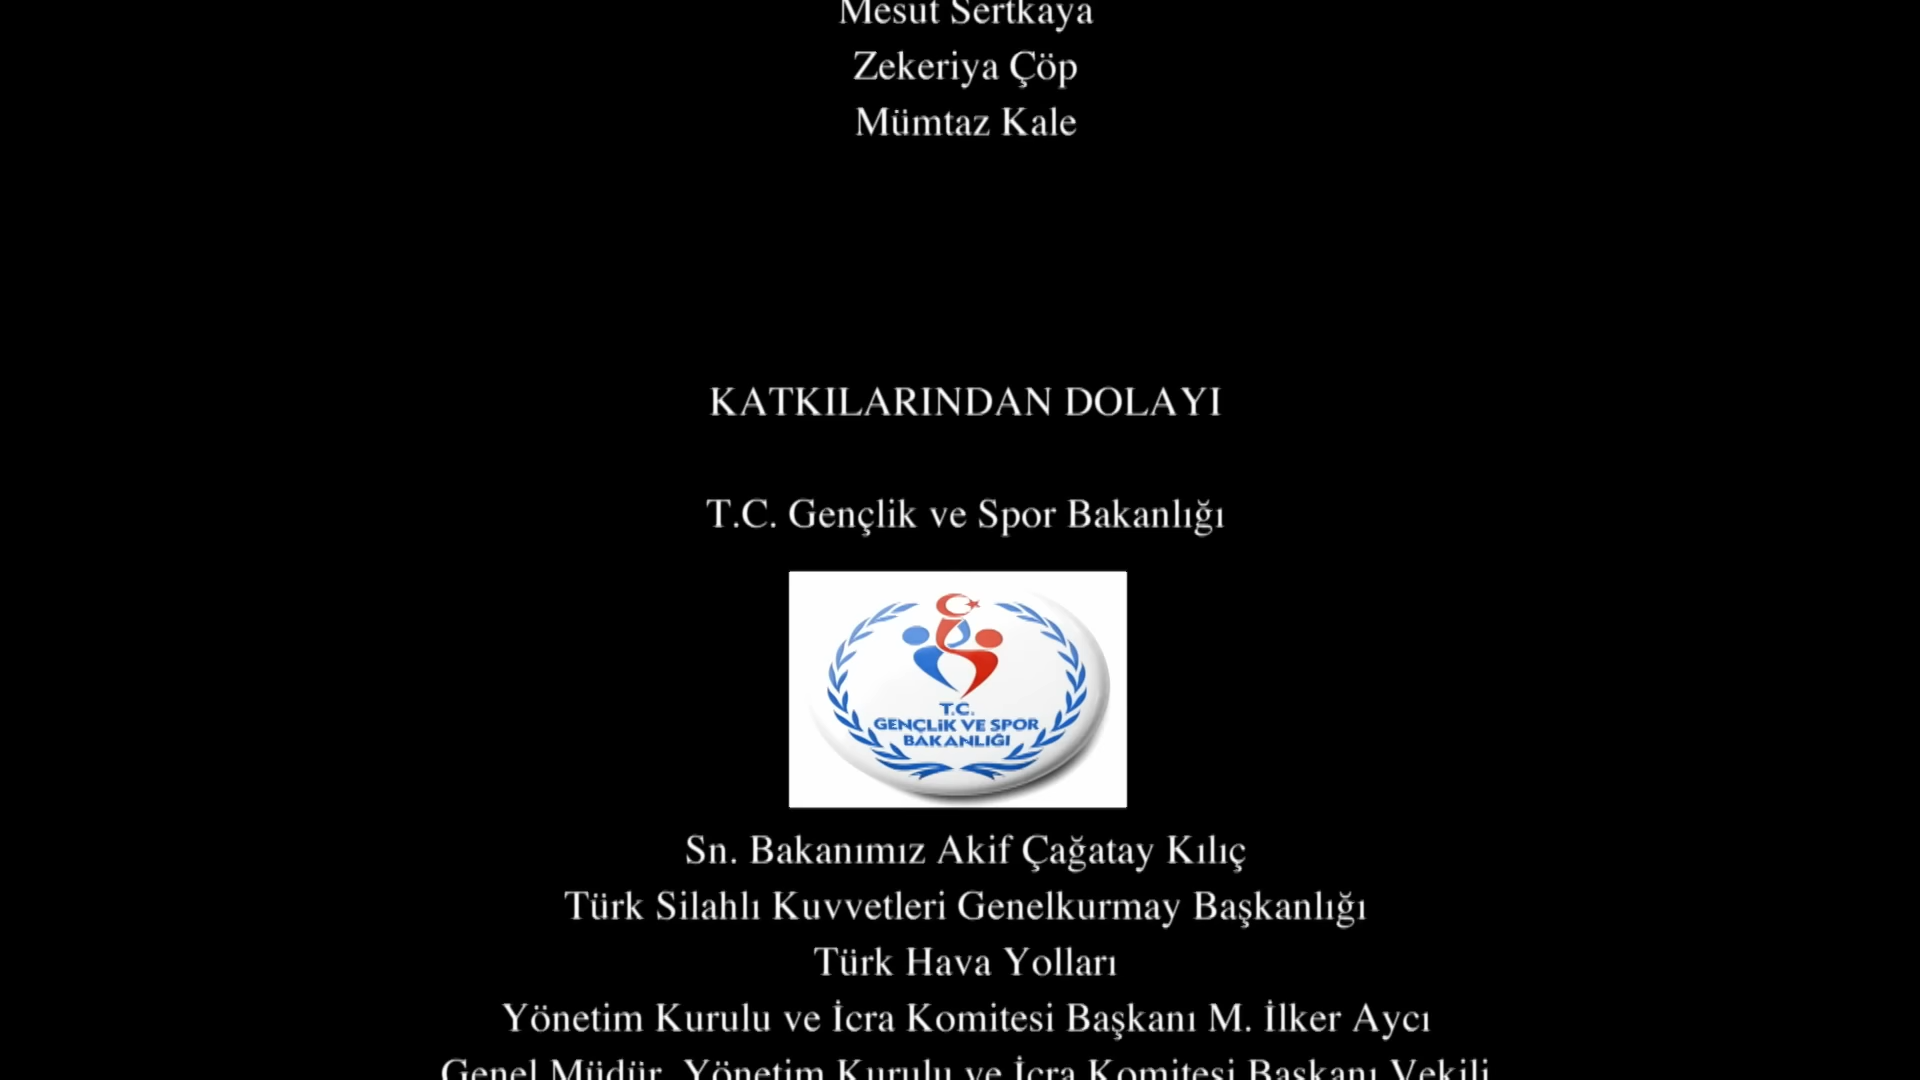 Mesut Sertkaya
Zekeriya Çöp
Mümtaz Kale
KATKILARINDAN DOLAYI
T.C. Gençlik ve Spor Bakanlığı
T.C.
GENÇLİK VE SPOR
BAKANLIĞI
Sn. Bakanımız Akif Çağatay Kılıç
Türk Silahlı Kuvvetleri Genelkurmay Başkanlığı
Türk Hava Yolları
Yönetim Kurulu ve İcra Komitesi Başkanı M. İlker Aycı
Genel Müdür, Yönetim Kurulu ve İcra Komitesi Başkanı Vekili